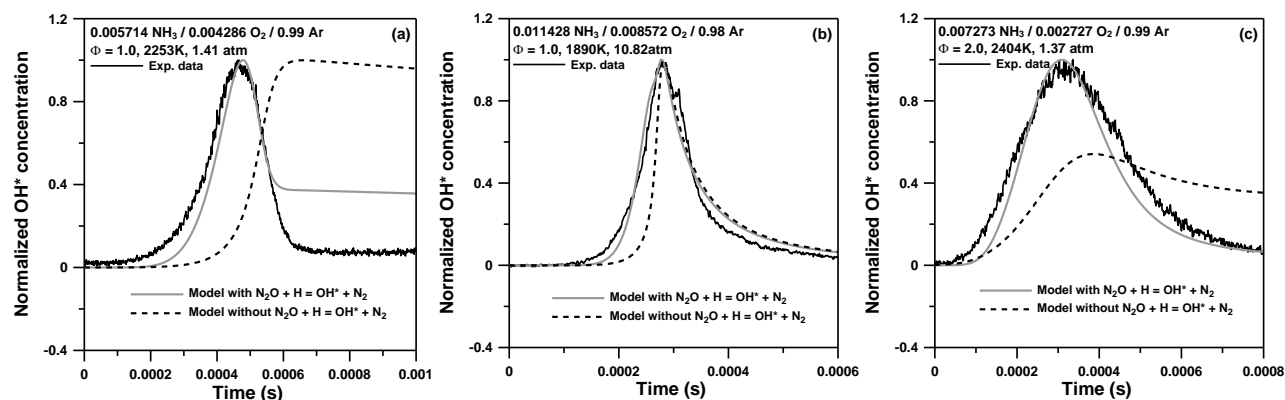 Normalized OH* concentration
1.2
0.8
0.4
0
-0.4
0.005714 NH₃ / 0.004286 O₂ / 0.99 Ar
(a)
Φ = 1.0, 2253K, 1.41 atm
Exp. data
Model with N₂O + H = OH* + N₂
Model without N₂O + H = OH* + N₂
0 0.0002 0.0004 0.0006 0.0008 0.001
Time (s)
Normalized OH* concentration
1.2
0.8
0.4
0
-0.4
0.011428 NH₃ / 0.008572 O₂ / 0.98 Ar
Φ = 1.0, 1890K, 10.82atm
(b)
Exp. data
Model with N₂O + H = OH* + N₂
Model without N₂O + H = OH* + N₂
0 0.0002 0.0004 0.0006
Time (s)
Normalized OH* concentration
1.2
0.8
0.4
0
-0.4
0.007273 NH₃ / 0.002727 O₂ / 0.99 Ar
(c)
Φ = 2.0, 2404K, 1.37 atm
Exp. data
Model with N₂O + H = OH* + N₂
Model without N₂O + H = OH* + N₂
0 0.0002 0.0004 0.0006 0.0008
Time (s)